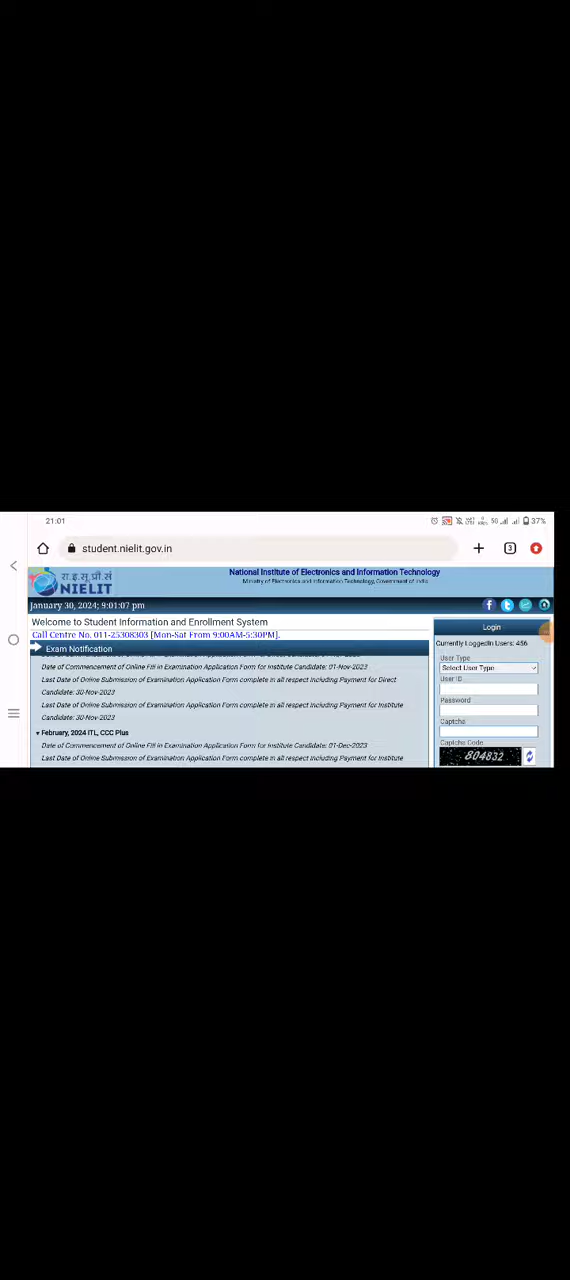 21:01
5G
37%
student.nielit.gov.in
3
रा.इ.सू.प्रौ.सं
NIELIT
National Institute of Electronics and Information Technology
Ministry of Electronics and Information Technology, Government of India
January 30, 2024; 9:01:07 pm
Welcome to Student Information and Enrollment System
Call Centre No. 011-25308303 [Mon-Sat From 9:00AM-5:30PM].
Exam Notification
Date of Commencement of Online Fill in Examination Application Form for Institute Candidate: 01-Nov-2023
Last Date of Online Submission of Examination Application Form complete in all respect including Payment for Direct
Candidate: 30-Nov-2023
Last Date of Online Submission of Examination Application Form complete in all respect including Payment for Institute
Candidate: 30-Nov-2023
February, 2024 ITL, CCC Plus
Date of Commencement of Online Fill in Examination Application Form for Institute Candidate: 01-Dec-2023
Last Date of Online Submission of Examination Application Form complete in all respect including Payment for Institute
Login
Currently LoggedIn Users: 456
User Type
Select User Type
User ID
Password
Captcha
Captcha Code
804832